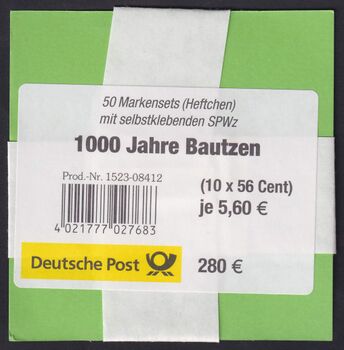 50 Markensets (Heftchen)
mit selbstklebenden SPWz
1000 Jahre Bautzen
Prod.-Nr. 1523-08412
(10 x 56 Cent)
je 5,60 €
4 021777 027683
Deutsche Post
280 €